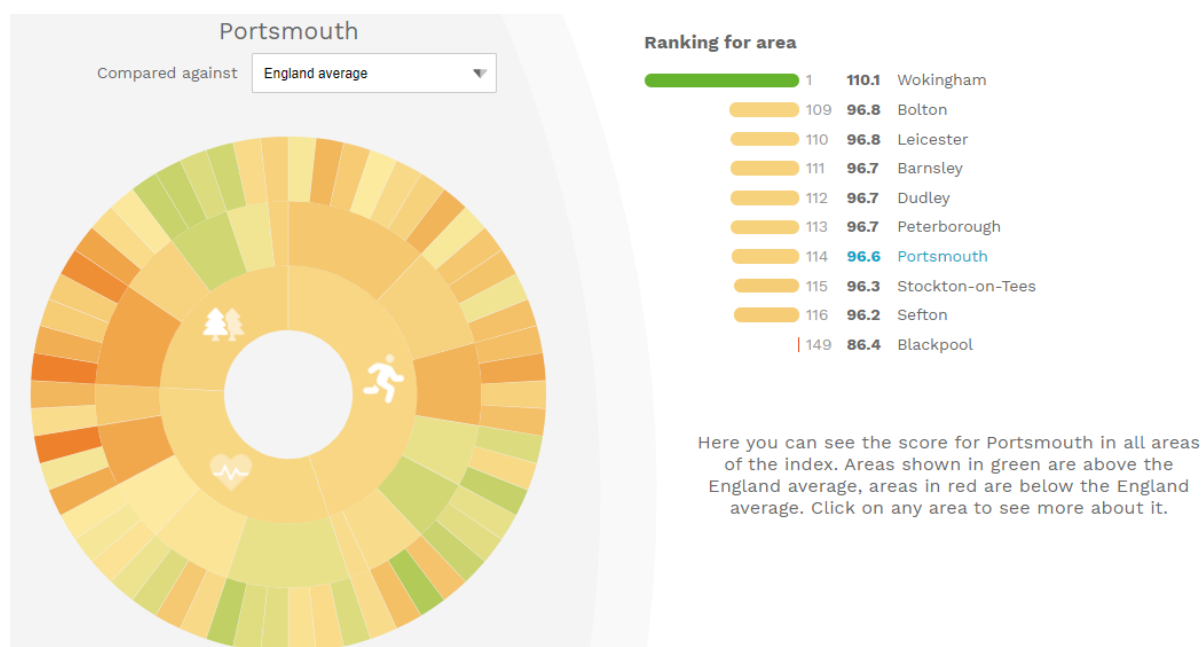 Portsmouth
Compared against England average
Ranking for area
1 110.1 Wokingham
109 96.8 Bolton
110 96.8 Leicester
111 96.7 Barnsley
112 96.7 Dudley
113 96.7 Peterborough
114 96.6 Portsmouth
115 96.3 Stockton-on-Tees
116 96.2 Sefton
149 86.4 Blackpool
Here you can see the score for Portsmouth in all areas
of the index. Areas shown in green are above the
England average, areas in red are below the England
average. Click on any area to see more about it.